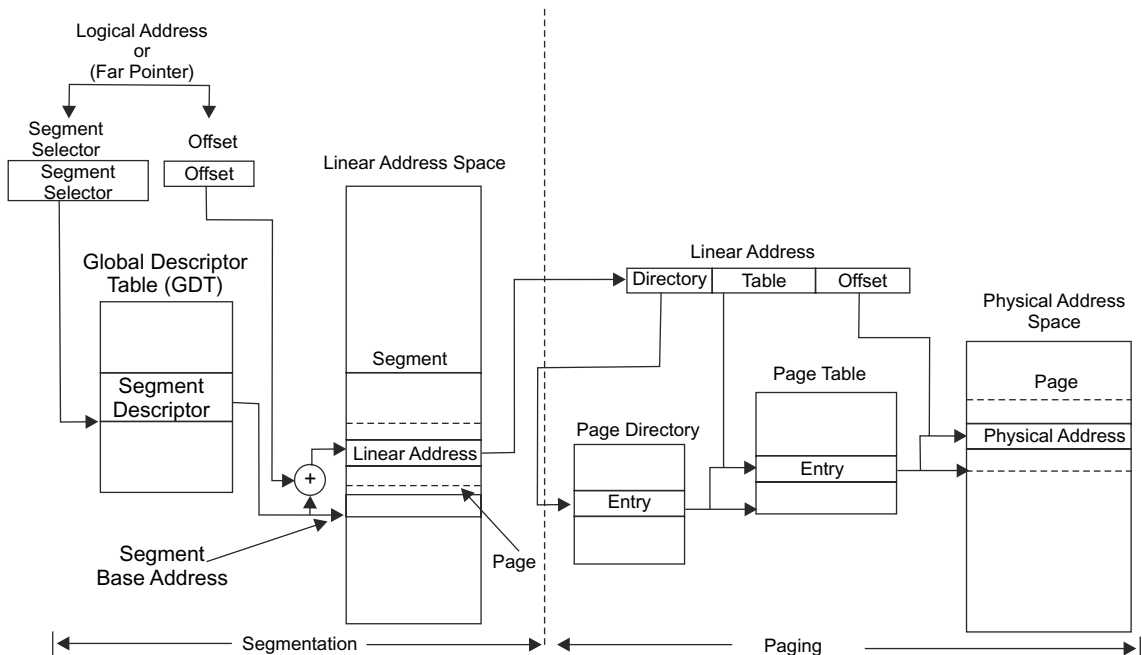 Logical Address
or
(Far Pointer)
Segment
Selector
Offset
Segment
Selector
Offset
Linear Address Space
Global Descriptor
Table (GDT)
Segment
Descriptor
Segment
Linear Address
+
Segment
Base Address
Page
Segmentation
Linear Address
Directory
Table
Offset
Page Directory
Entry
Page Table
Entry
Physical Address
Space
Page
Physical Address
Paging